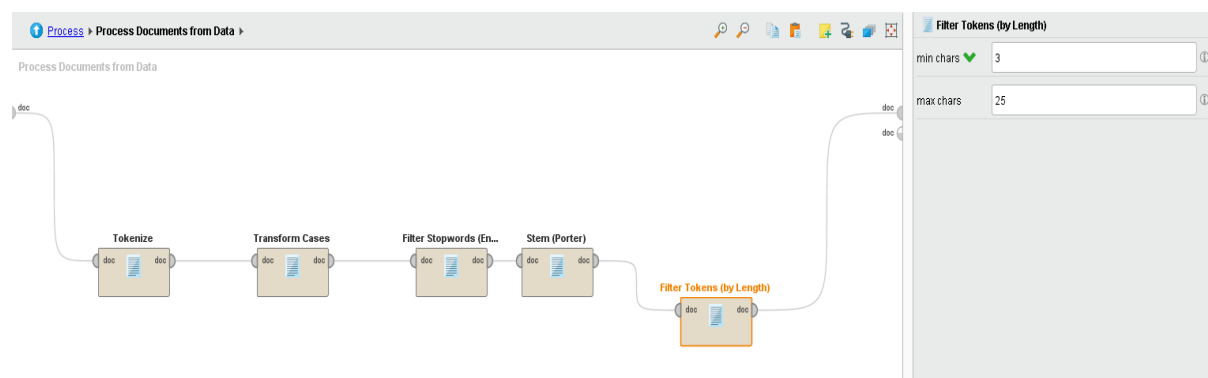 Process ▸ Process Documents from Data ▸
Filter Tokens (by Length)
Process Documents from Data
min chars 3
max chars 25
doc
doc
doc
Tokenize
doc doc
Transform Cases
doc doc
Filter Stopwords (En...
doc doc
Stem (Porter)
doc doc
Filter Tokens (by Length)
doc doc